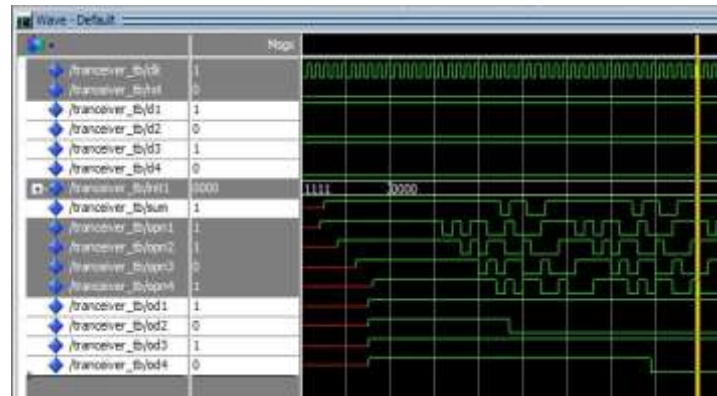 Wave - Default
Msgs
/tranceiver_tb/clk 1
/tranceiver_tb/rst 0
/tranceiver_tb/d1 1
/tranceiver_tb/d2 0
/tranceiver_tb/d3 1
/tranceiver_tb/d4 0
/tranceiver_tb/init1 0000 1111 0000
/tranceiver_tb/sum 1
/tranceiver_tb/opn1 1
/tranceiver_tb/opn2 1
/tranceiver_tb/opn3 0
/tranceiver_tb/opn4 1
/tranceiver_tb/od1 1
/tranceiver_tb/od2 0
/tranceiver_tb/od3 1
/tranceiver_tb/od4 0